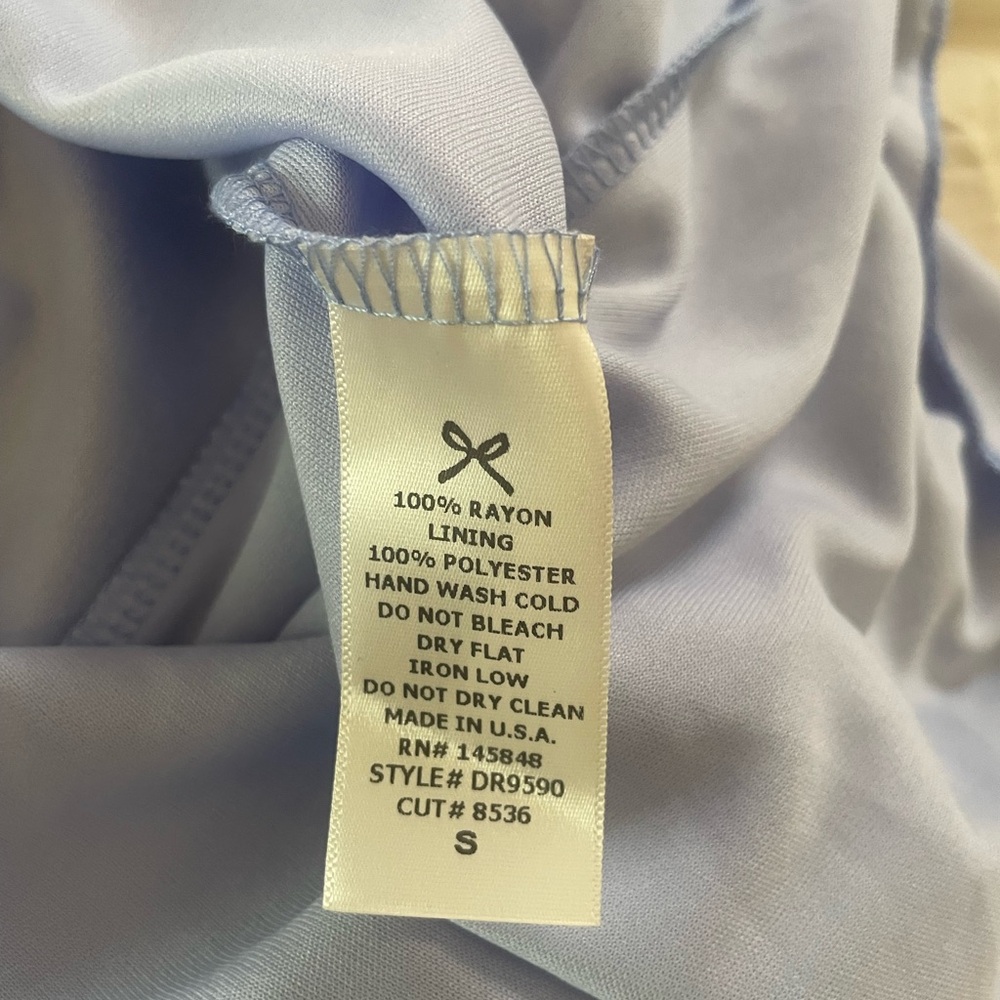 100% RAYON
LINING
100% POLYESTER
HAND WASH COLD
DO NOT BLEACH
DRY FLAT
IRON LOW
DO NOT DRY CLEAN
MADE IN U.S.A.
RN# 145848
STYLE# DR9590
CUT# 8536
S